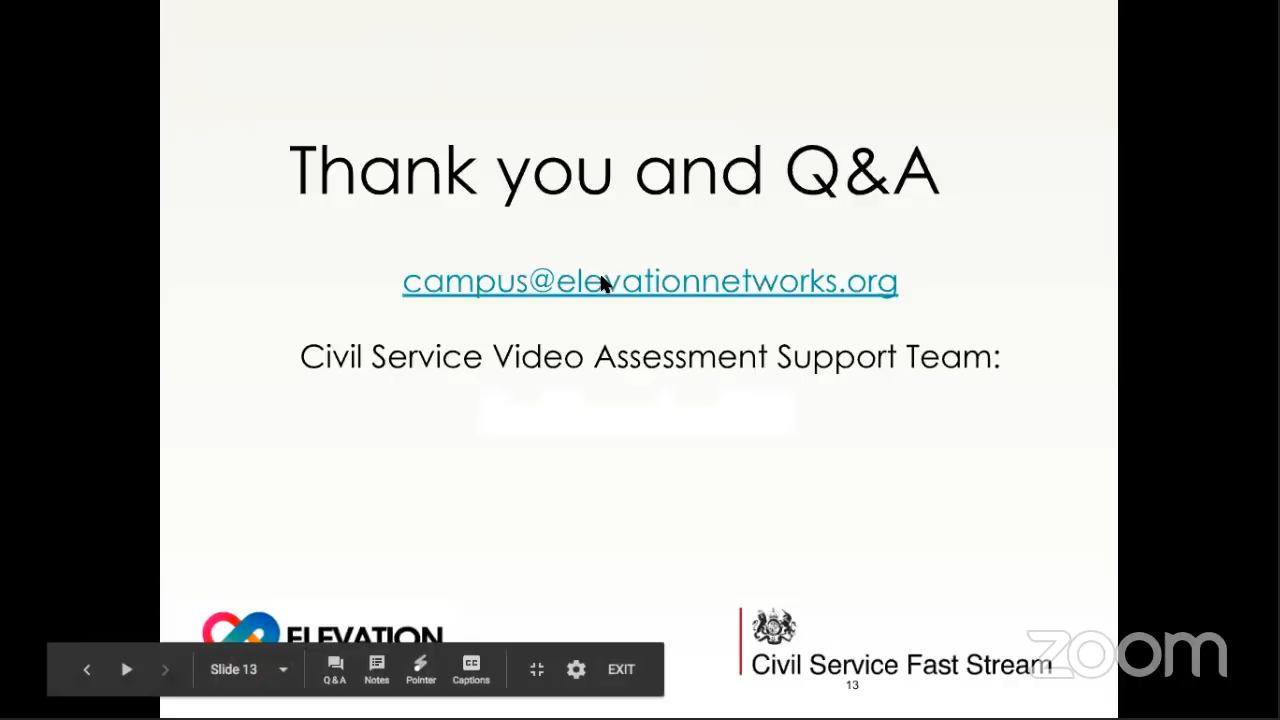 Thank you and Q&A
campus@elevationnetworks.org
Civil Service Video Assessment Support Team:
ELEVATION
Civil Service Fast Stream
13
zoom
Slide 13
Q&A
Notes
Pointer
Captions
EXIT